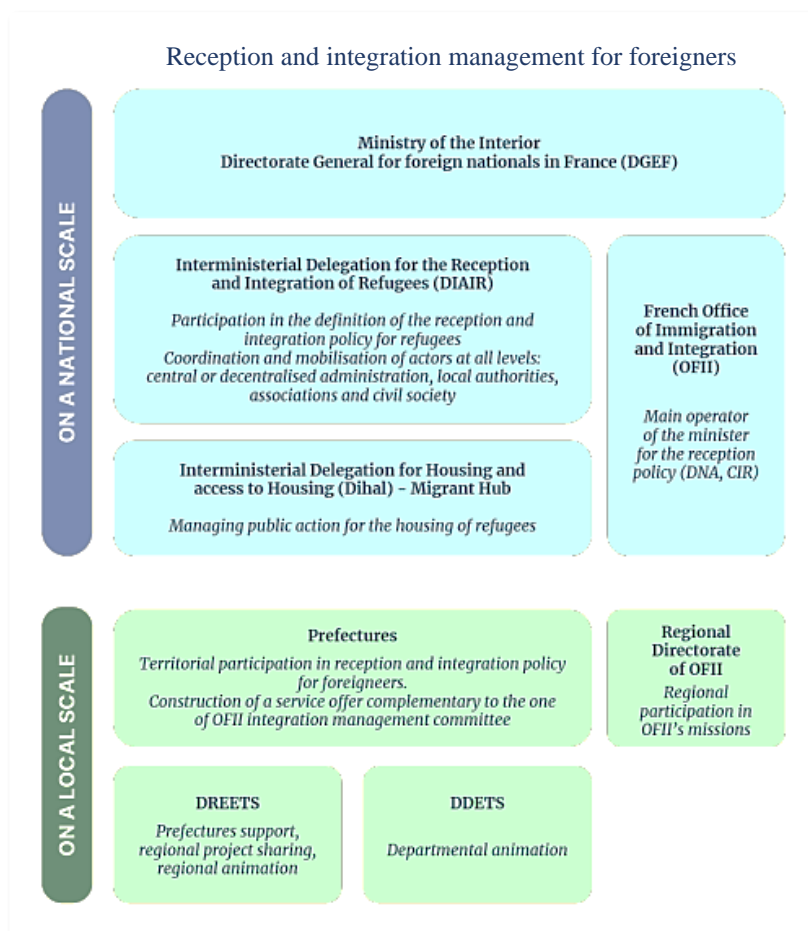 Reception and integration management for foreigners
ON A NATIONAL SCALE
Ministry of the Interior
Directorate General for foreign nationals in France (DGEF)
Interministerial Delegation for the Reception
and Integration of Refugees (DIAIR)
Participation in the definition of the reception and
integration policy for refugees
Coordination and mobilisation of actors at all levels:
central or decentralised administration, local authorities,
associations and civil society
French Office
of Immigration
and Integration
(OFII)
Main operator
of the minister
for the reception
policy (DNA, CIR)
Interministerial Delegation for Housing and
access to Housing (Dihal) - Migrant Hub
Managing public action for the housing of refugees
ON A LOCAL SCALE
Prefectures
Territorial participation in reception and integration policy
for foreigneers.
Construction of a service offer complementary to the one
of OFII integration management committee
Regional
Directorate
of OFII
Regional
participation in
OFII's missions
DREETS
Prefectures support,
regional project sharing,
regional animation
DDETS
Departmental animation